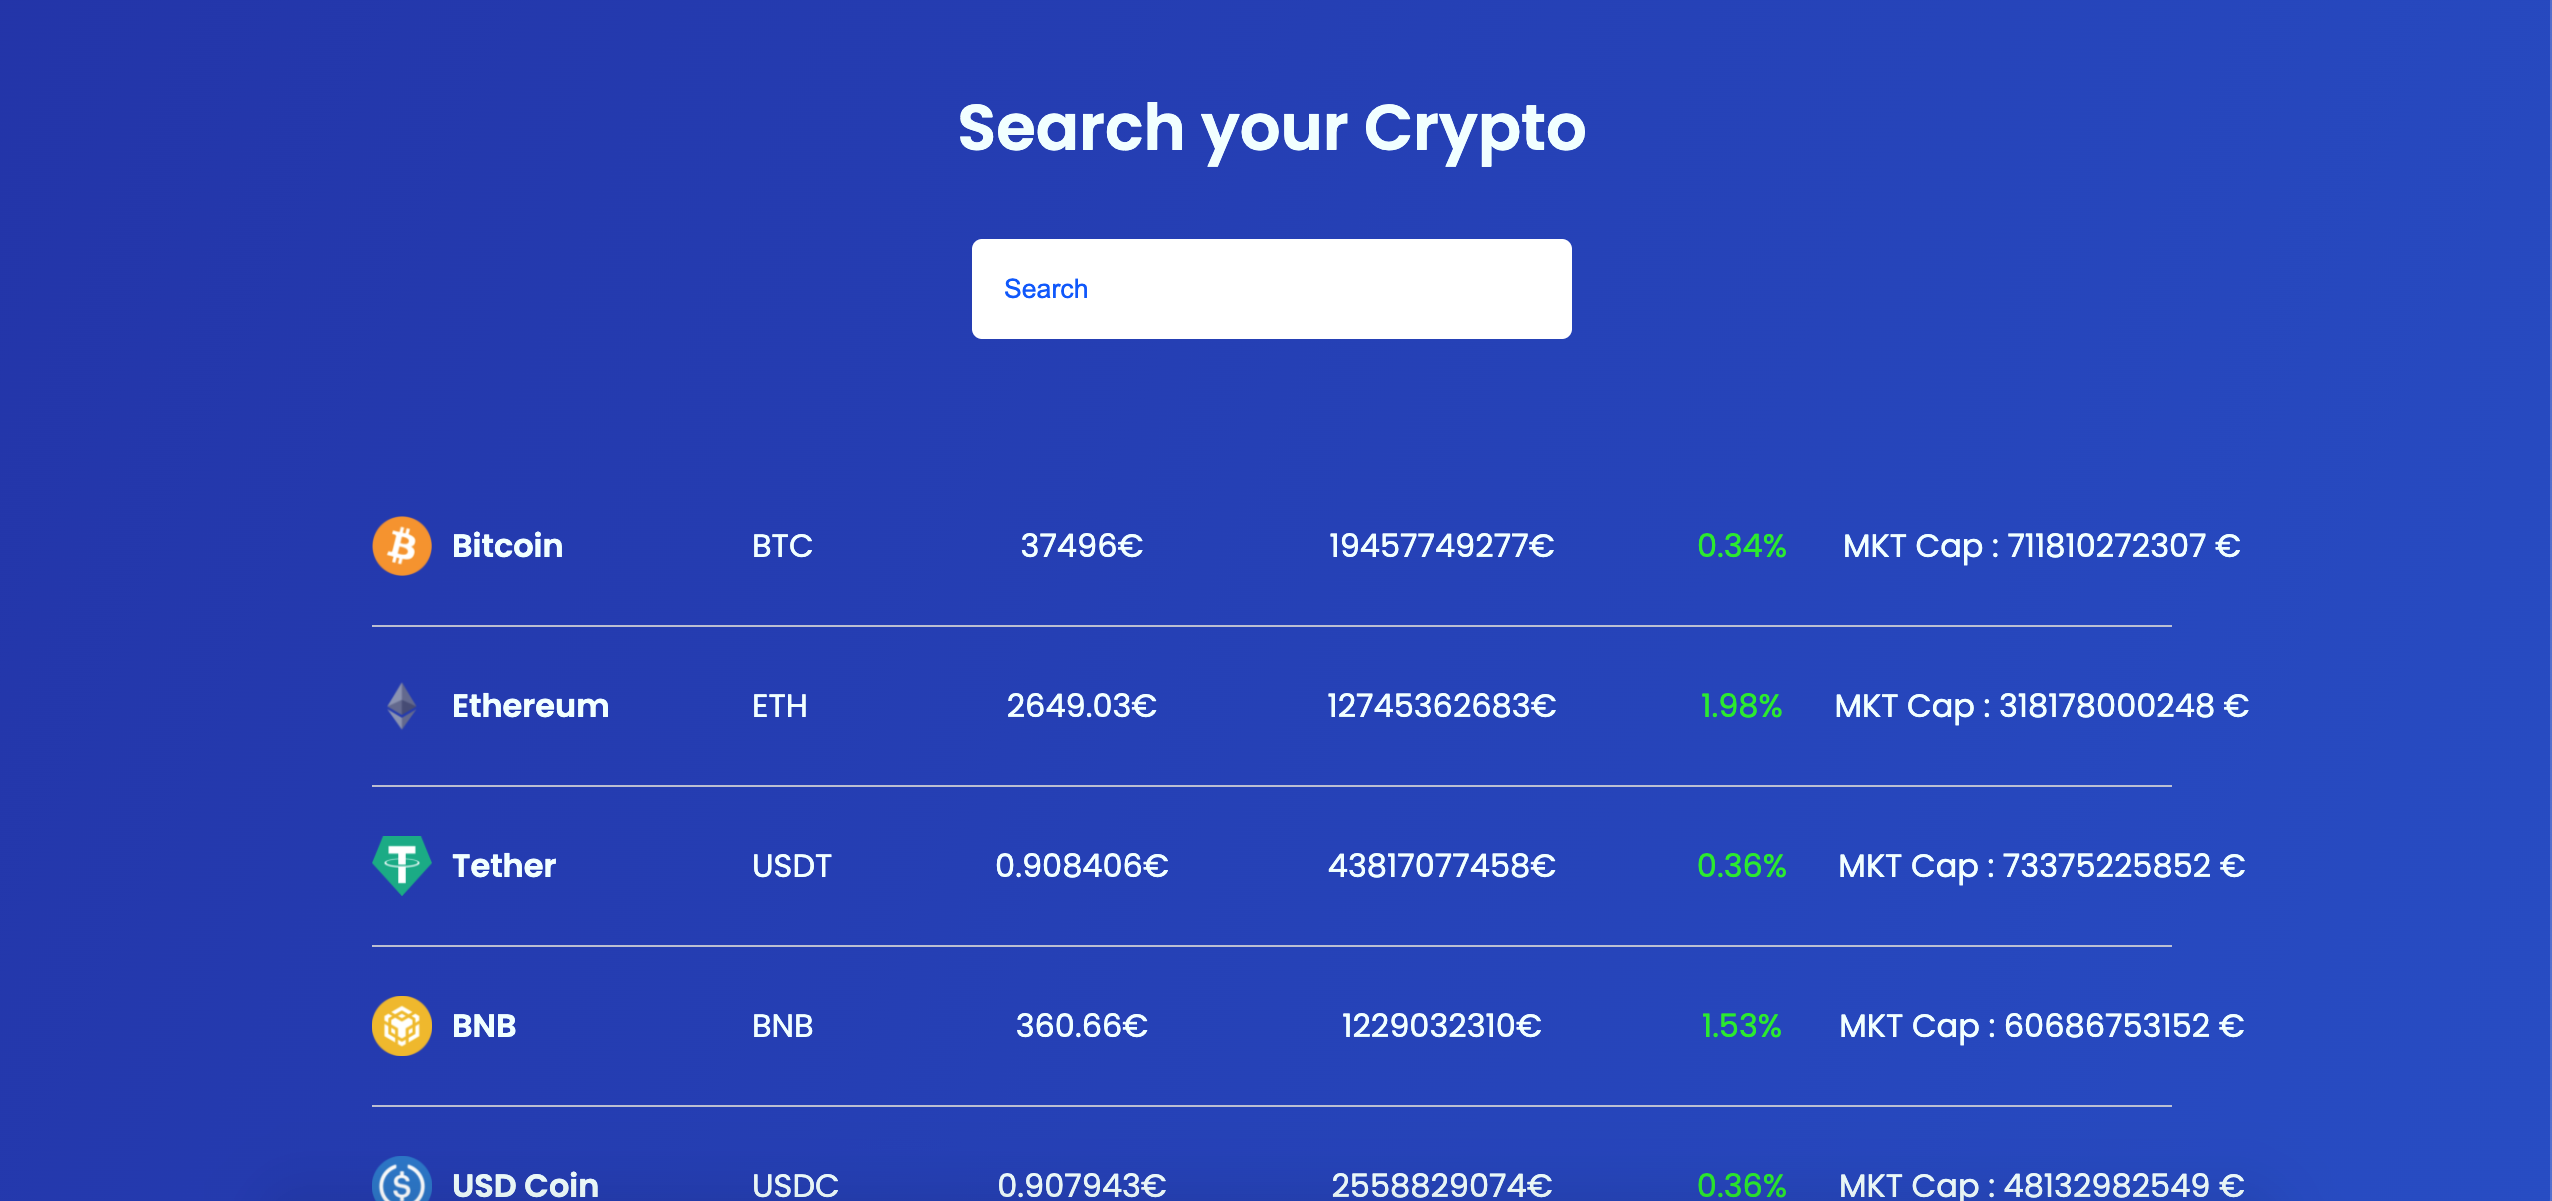 Search your Crypto
Search
Bitcoin BTC 37496€ 19457749277€ 0.34% MKT Cap : 711810272307 €
Ethereum ETH 2649.03€ 12745362683€ 1.98% MKT Cap : 318178000248 €
Tether USDT 0.908406€ 43817077458€ 0.36% MKT Cap : 73375225852 €
BNB BNB 360.66€ 1229032310€ 1.53% MKT Cap : 60686753152 €
USD Coin USDC 0.907943€ 2558829074€ 0.36% MKT Cap : 48132982549 €